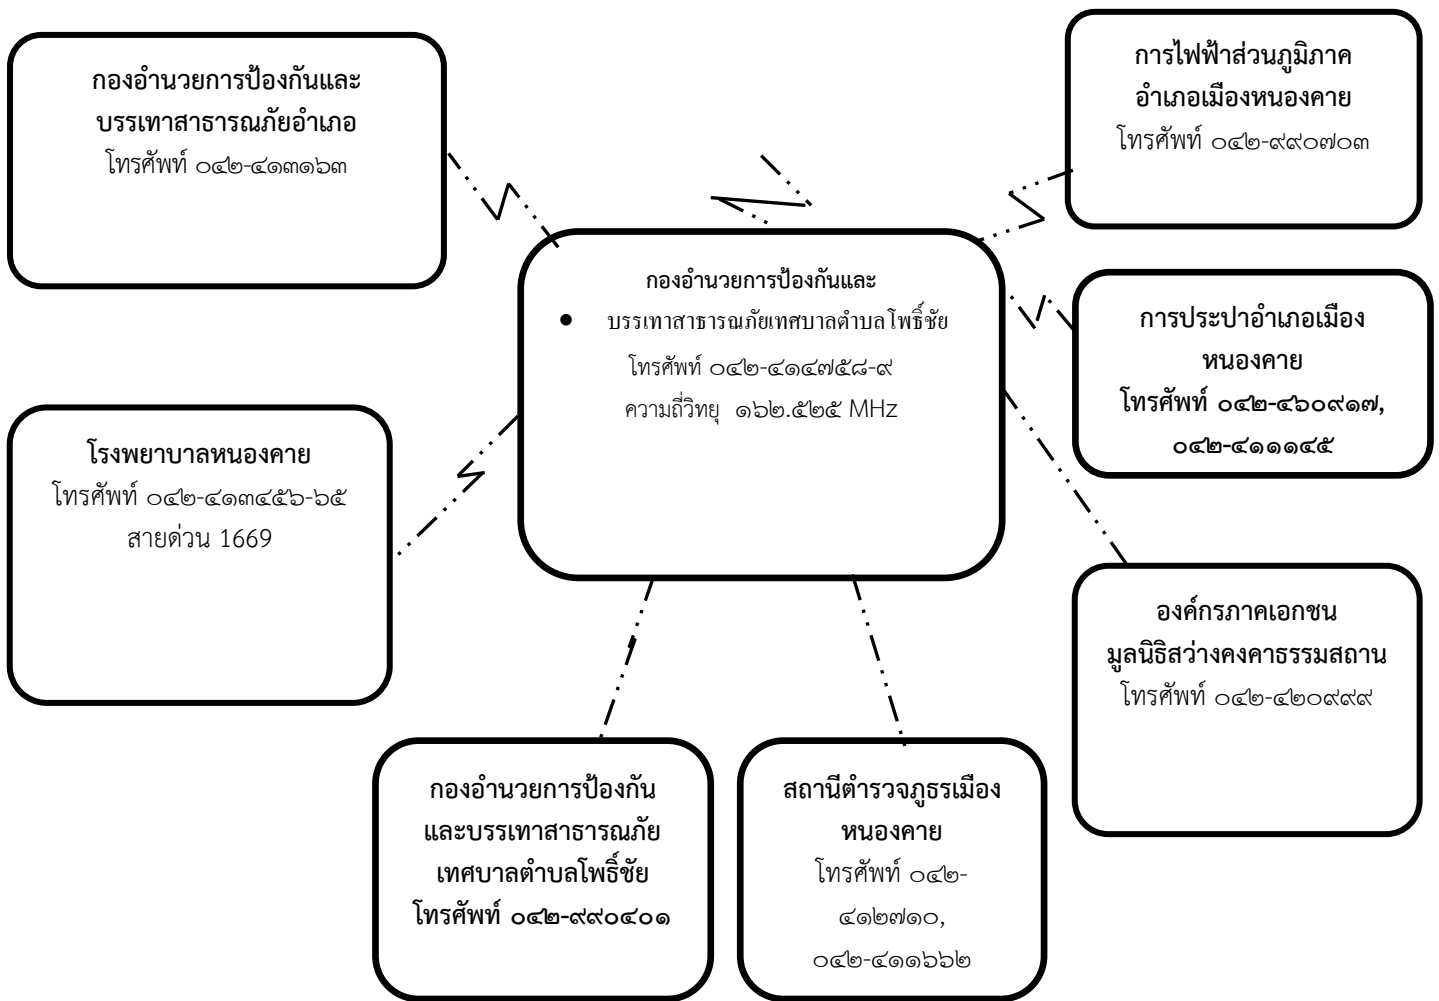 กองอำนวยการป้องกันและ
บรรเทาสาธารณภัยอำเภอ
โทรศัพท์ ๐๔๒-๔๑๓๑๖๓
การไฟฟ้าส่วนภูมิภาค
อำเภอเมืองหนองคาย
โทรศัพท์ ๐๔๒-๙๙๐๗๐๓
กองอำนวยการป้องกันและ
• บรรเทาสาธารณภัยเทศบาลตำบลโพธิ์ชัย
โทรศัพท์ ๐๔๒-๔๑๔๗๕๘-๙
ความถี่วิทยุ ๑๖๒.๕๒๕ MHz
การประปาอำเภอเมือง
หนองคาย
โทรศัพท์ ๐๔๒-๔๖๐๙๑๗,
๐๔๒-๔๑๑๑๔๕
โรงพยาบาลหนองคาย
โทรศัพท์ ๐๔๒-๔๑๓๔๕๖-๖๕
สายด่วน 1669
องค์กรภาคเอกชน
มูลนิธิสว่างคงคาธรรมสถาน
โทรศัพท์ ๐๔๒-๔๒๐๙๙๙
กองอำนวยการป้องกัน
และบรรเทาสาธารณภัย
เทศบาลตำบลโพธิ์ชัย
โทรศัพท์ ๐๔๒-๙๙๐๔๐๑
สถานีตำรวจภูธรเมือง
หนองคาย
โทรศัพท์ ๐๔๒-
๔๑๒๗๑๐,
๐๔๒-๔๑๑๖๖๒